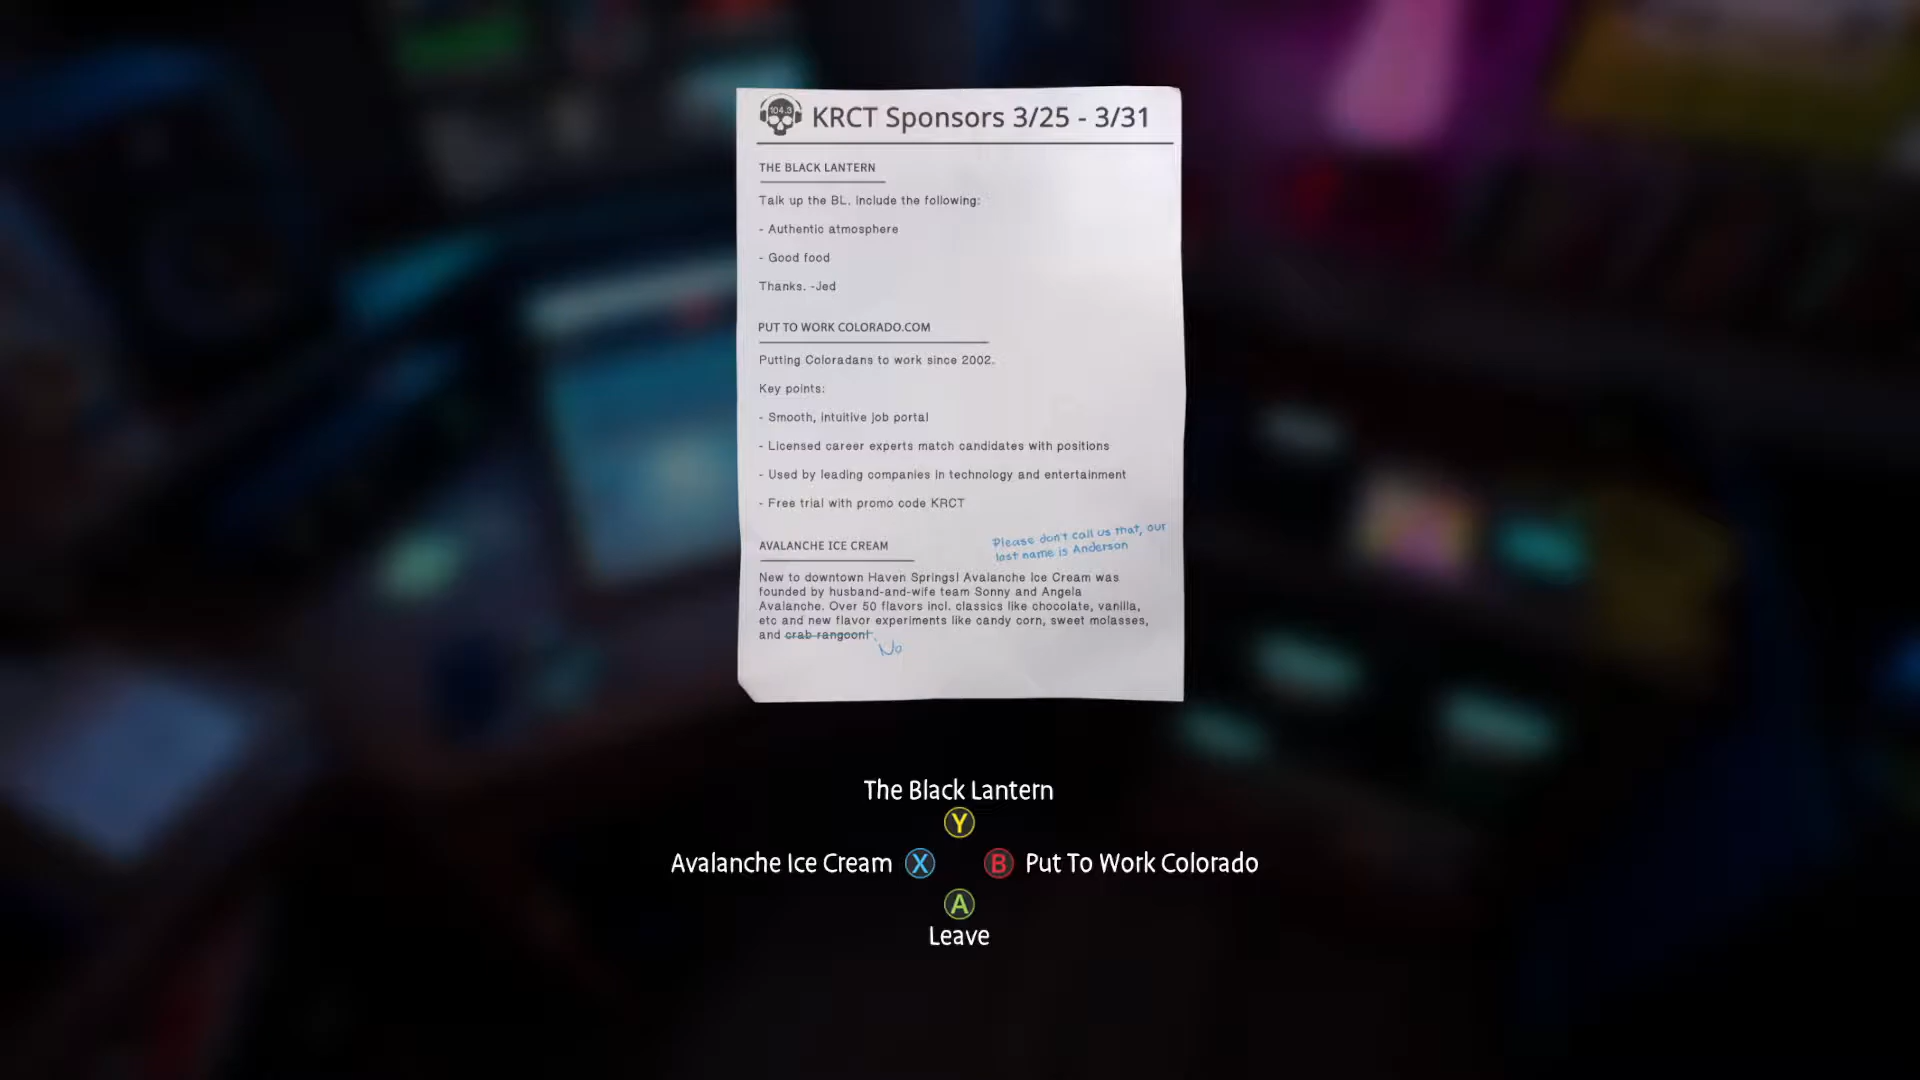 104.3
KRCT Sponsors 3/25 - 3/31
THE BLACK LANTERN
Talk up the BL. Include the following:
- Authentic atmosphere
- Good food
Thanks. -Jed
PUT TO WORK COLORADO.COM
Putting Coloradans to work since 2002.
Key points:
- Smooth, intuitive job portal
- Licensed career experts match candidates with positions
- Used by leading companies in technology and entertainment
- Free trial with promo code KRCT
Please don't call us that, our
last name is Anderson
AVALANCHE ICE CREAM
New to downtown Haven Springs! Avalanche Ice Cream was
founded by husband-and-wife team Sonny and Angela
Avalanche. Over 50 flavors incl. classics like chocolate, vanilla,
etc and new flavor experiments like candy corn, sweet molasses,
and crab rangoon!.
No
The Black Lantern
Y
Avalanche Ice Cream X B Put To Work Colorado
A
Leave